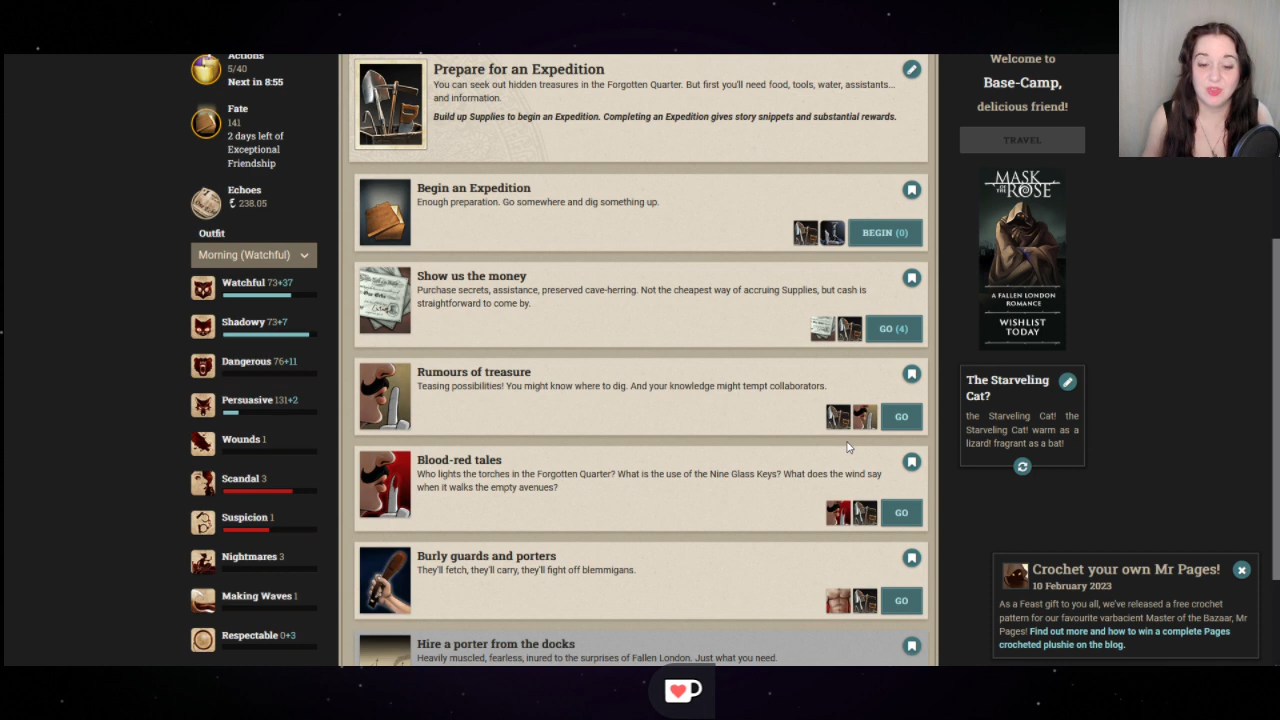 Actions
5/40
Next in 8:55
Fate
141
2 days left of
Exceptional
Friendship
Echoes
238.05
Outfit
Morning (Watchful)
Watchful 73+37
Shadowy 73+7
Dangerous 76+11
Persuasive 131+2
Wounds 1
Scandal 3
Suspicion 1
Nightmares 3
Making Waves 1
Respectable 0+3
Prepare for an Expedition
You can seek out hidden treasures in the Forgotten Quarter. But first you'll need food, tools, water, assistants...
and information.
Build up Supplies to begin an Expedition. Completing an Expedition gives story snippets and substantial rewards.
Begin an Expedition
Enough preparation. Go somewhere and dig something up.
BEGIN (0)
Show us the money
Purchase secrets, assistance, preserved cave-herring. Not the cheapest way of accruing Supplies, but cash is
straightforward to come by.
GO (4)
Rumours of treasure
Teasing possibilities! You might know where to dig. And your knowledge might tempt collaborators.
GO
Blood-red tales
Who lights the torches in the Forgotten Quarter? What is the use of the Nine Glass Keys? What does the wind say
when it walks the empty avenues?
GO
Burly guards and porters
They'll fetch, they'll carry, they'll fight off blemmigans.
GO
Hire a porter from the docks
Heavily muscled, fearless, inured to the surprises of Fallen London. Just what you need.
Welcome to
Base-Camp,
delicious friend!
TRAVEL
MASK
OF THE
ROSE
A FALLEN LONDON
ROMANCE
WISHLIST
TODAY
The Starveling
Cat?
the Starveling Cat! the
Starveling Cat! warm as a
lizard! fragrant as a bat!
Crochet your own Mr Pages!
10 February 2023
As a Feast gift to you all, we've released a free crochet
pattern for our favourite varbacient Master of the Bazaar, Mr
Pages! Find out more and how to win a complete Pages
crocheted plushie on the blog.